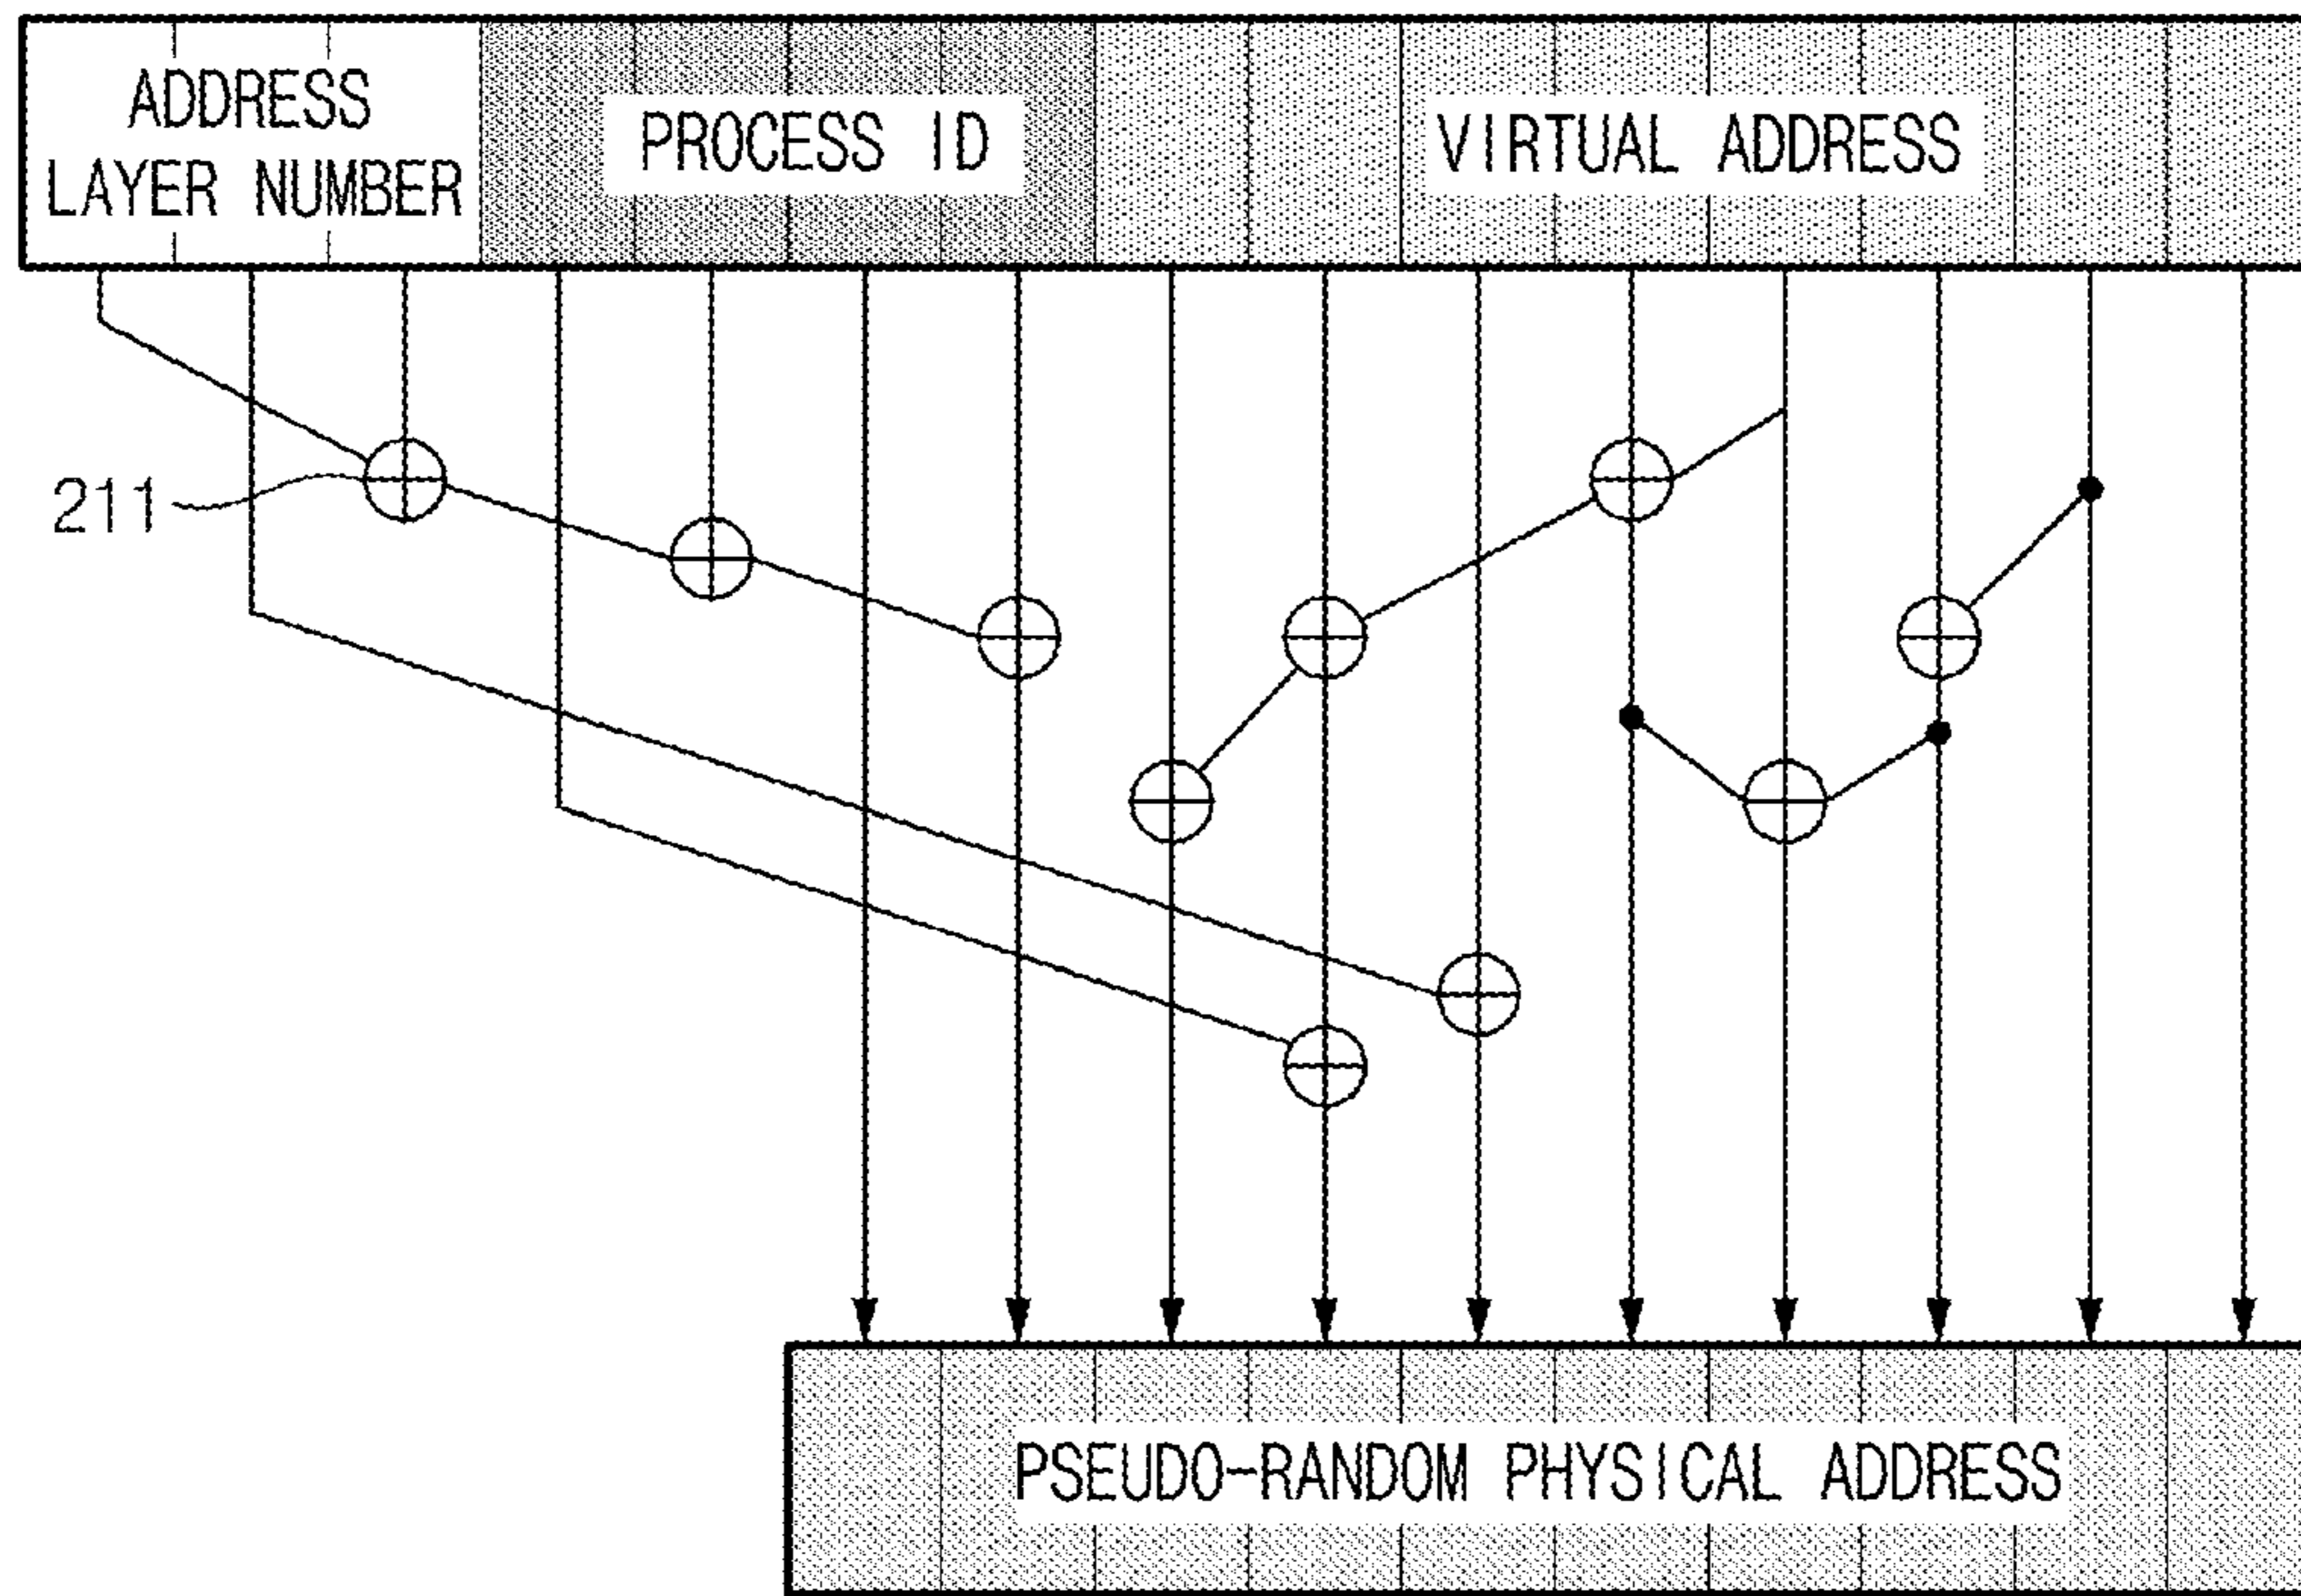 ADDRESS
LAYER NUMBER
PROCESS ID
VIRTUAL ADDRESS
211
PSEUDO-RANDOM PHYSICAL ADDRESS